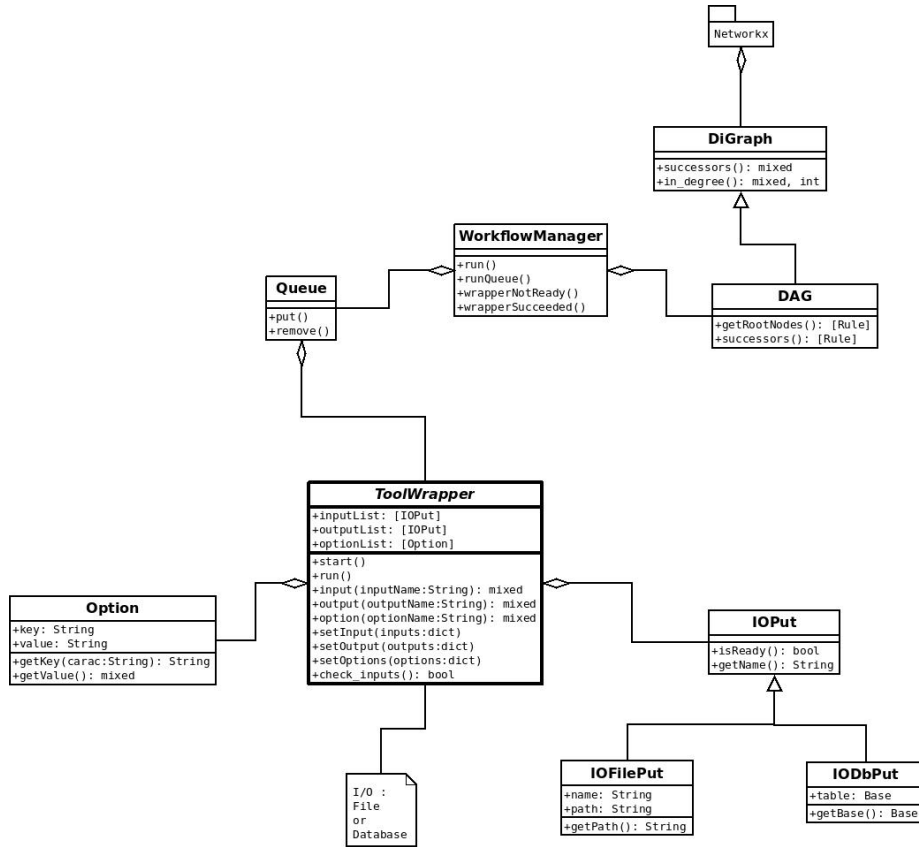 Networkx
DiGraph
+successors(): mixed
+in_degree(): mixed, int
WorkflowManager
+run()
+runQueue()
+wrapperNotReady()
+wrapperSucceeded()
Queue
+put()
+remove()
DAG
+getRootNodes(): [Rule]
+successors(): [Rule]
ToolWrapper
+inputList: [IOPut]
+outputList: [IOPut]
+optionList: [Option]
+start()
+run()
+input(inputName:String): mixed
+output(outputName:String): mixed
+option(optionName:String): mixed
+setInput(inputs:dict)
+setOutput(outputs:dict)
+setOptions(options:dict)
+check_inputs(): bool
Option
+key: String
+value: String
+getKey(carac:String): String
+getValue(): mixed
IOPut
+isReady(): bool
+getName(): String
IOFilePut
+name: String
+path: String
+getPath(): String
IODbPut
+table: Base
+getBase(): Base
I/O :
File
or
Database